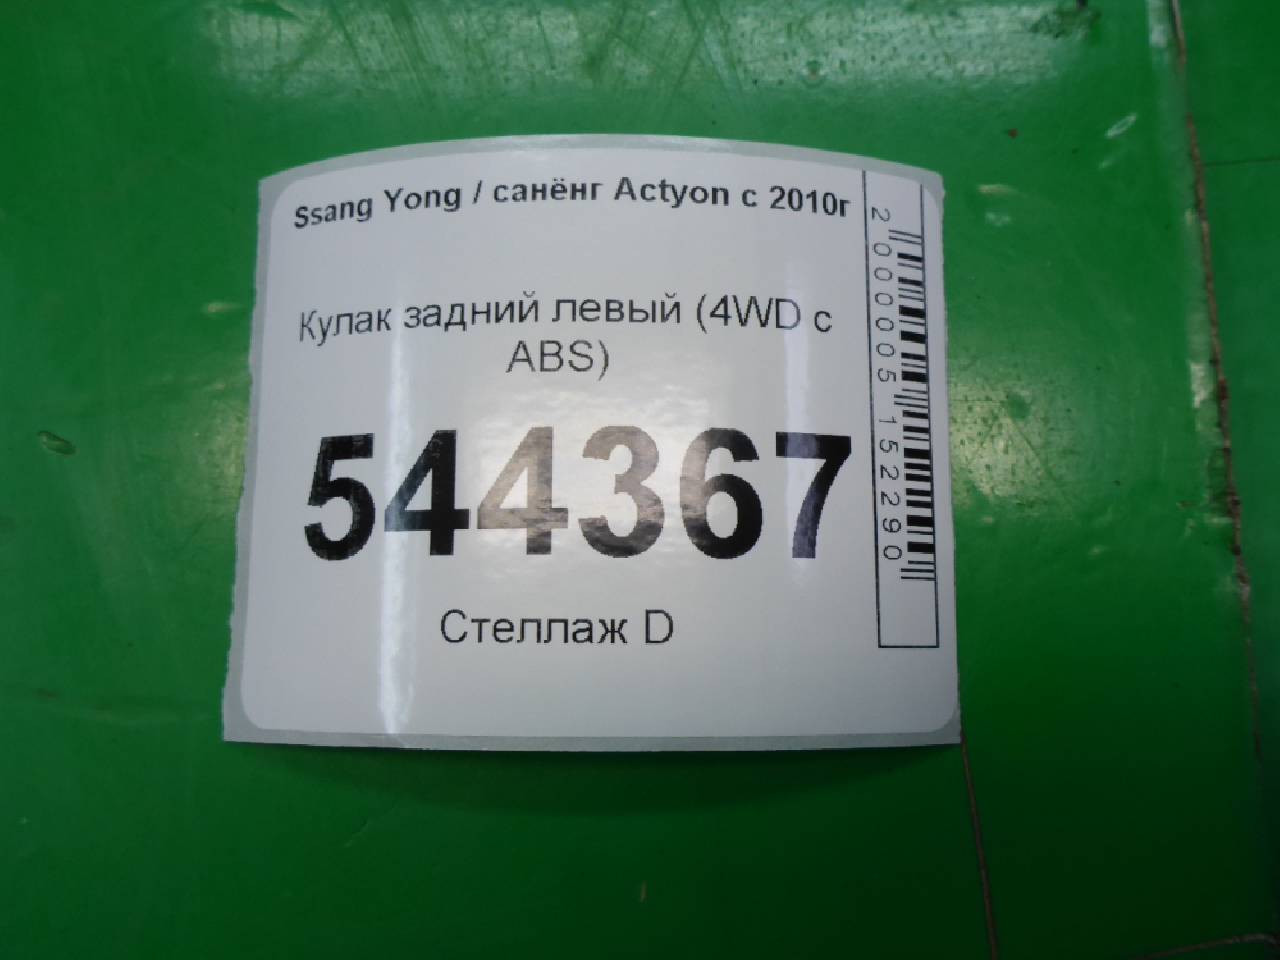 Ssang Yong / санёнг Actyon с 2010г
Кулак задний левый (4WD с
ABS)
544367
Стеллаж D
2000005152290